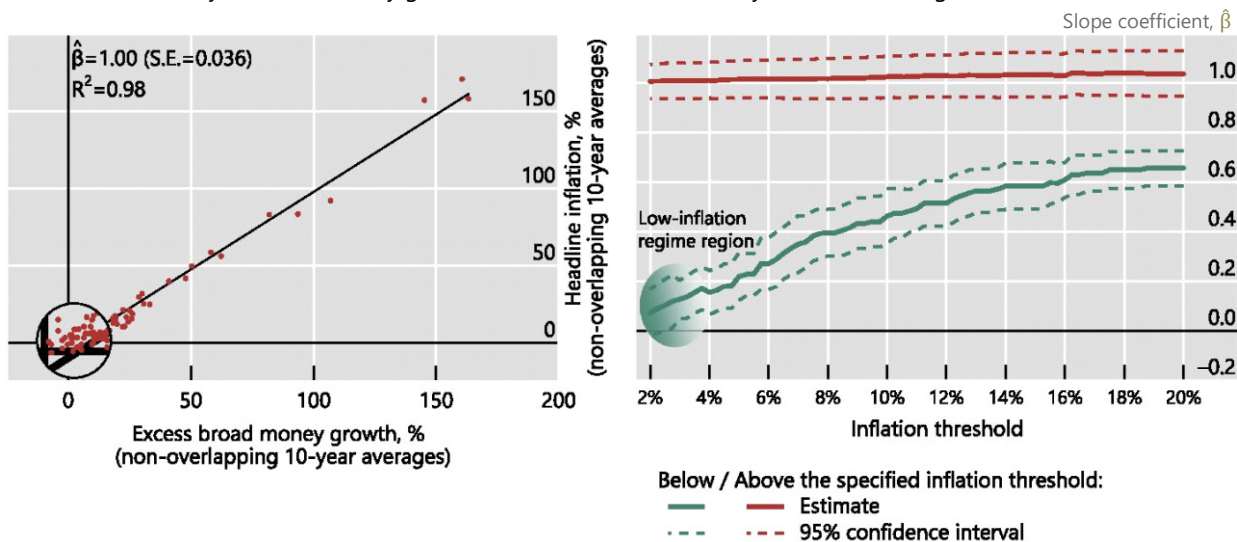 Slope coefficient, β̂
β̂=1.00 (S.E.=0.036)
R²=0.98
150
100
50
0
Headline inflation, %
(non-overlapping 10-year averages)
0 50 100 150 200
Excess broad money growth, %
(non-overlapping 10-year averages)
Low-inflation
regime region
1.0
0.8
0.6
0.4
0.2
0.0
–0.2
2% 4% 6% 8% 10% 12% 14% 16% 18% 20%
Inflation threshold
Below / Above the specified inflation threshold:
Estimate
95% confidence interval